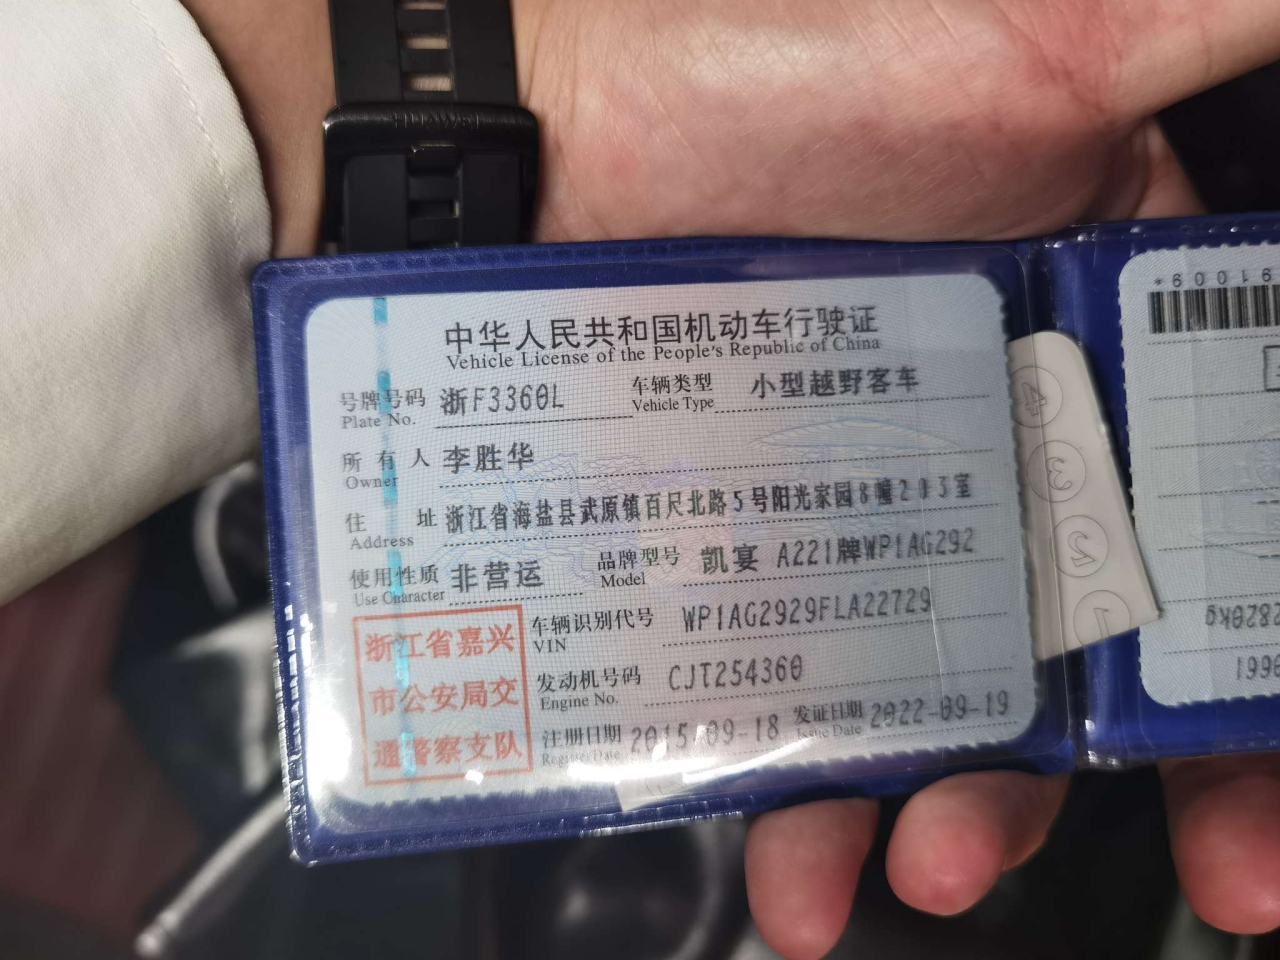 HUAWEI
中华人民共和国机动车行驶证
Vehicle License of the People's Republic of China
号牌号码 浙F3360L 车辆类型 小型越野客车
Plate No. Vehicle Type
所有人 李胜华
Owner
住址 浙江省海盐县武原镇百尺北路5号阳光家园8幢203室
Address
使用性质 非营运 品牌型号 凯宴 A221牌WP1AG292
Use Character Model
浙江省嘉兴
市公安局交
通警察支队
车辆识别代号 WP1AG2929FLA22729
VIN
发动机号码 CJT254360
Engine No.
注册日期 2015-09-18 发证日期 2022-09-19
Register Date Issue Date
4
3
2
1
2820kg